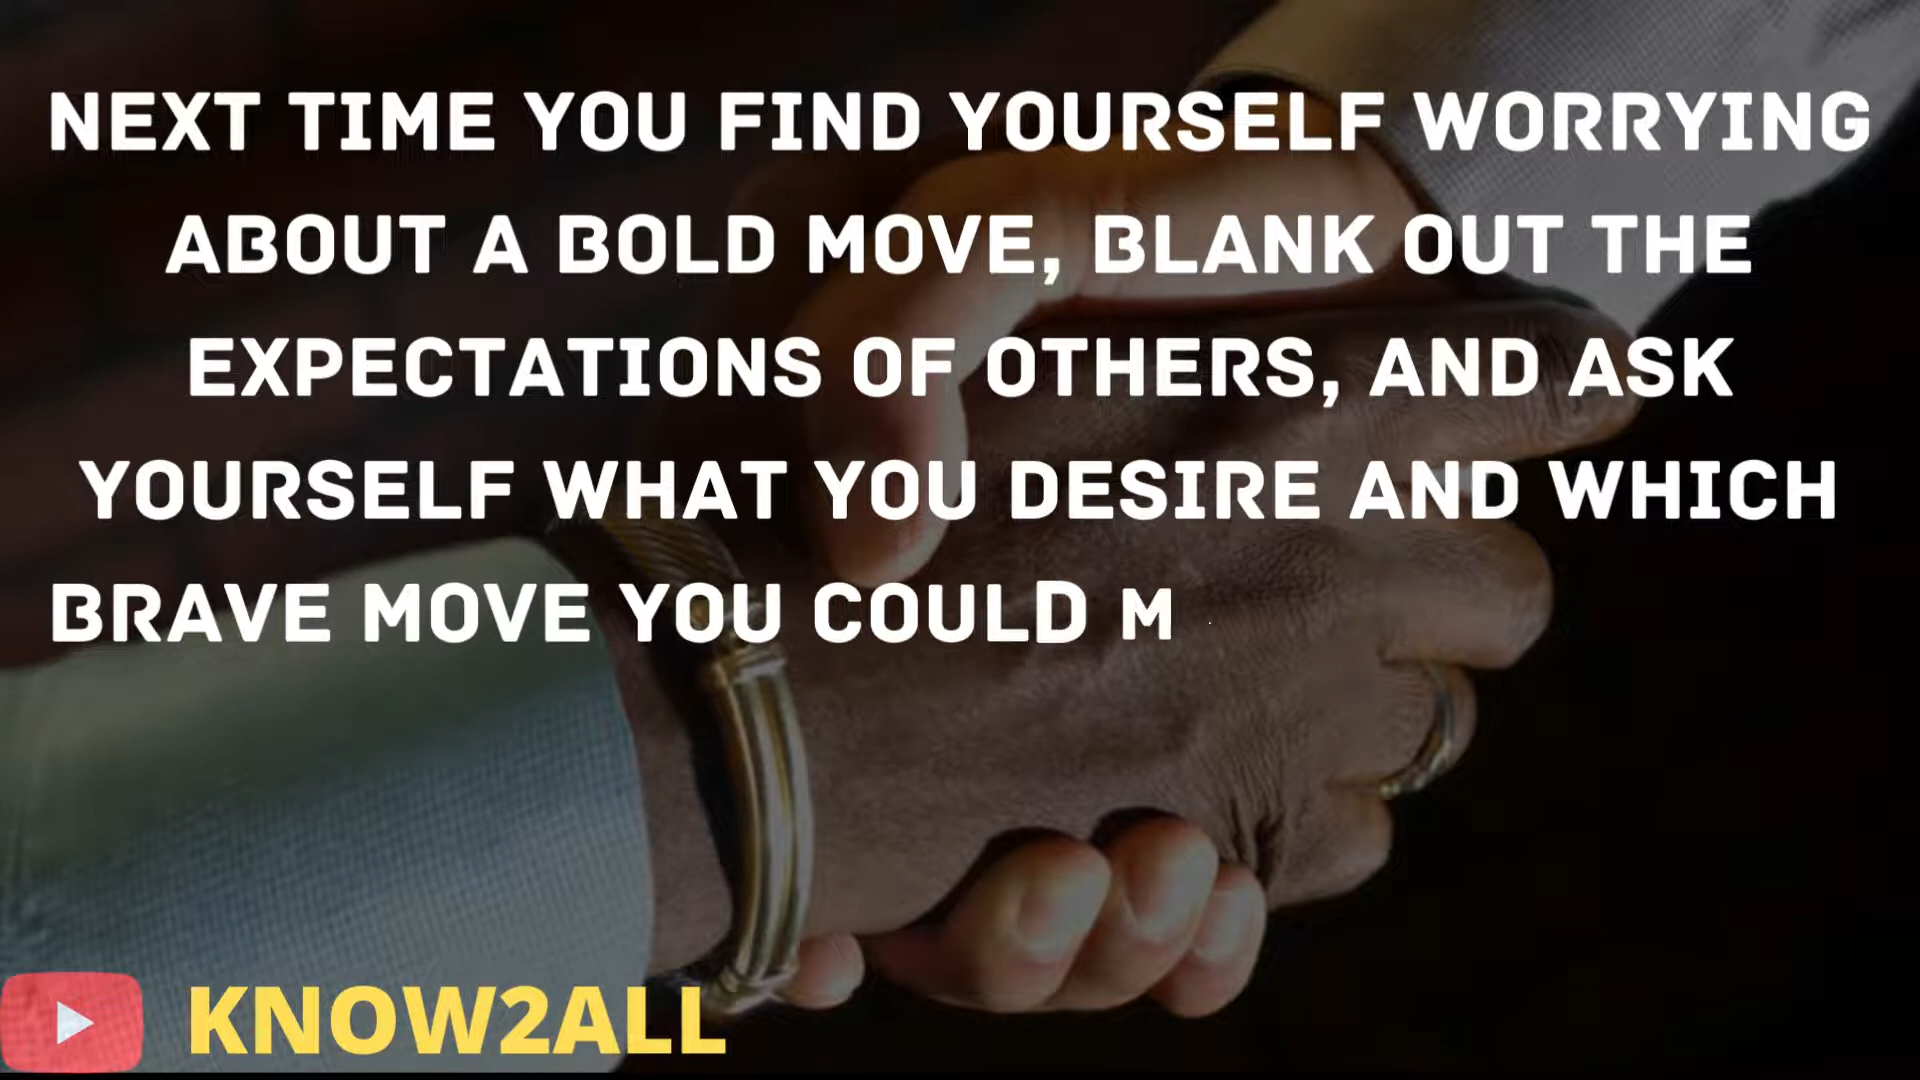 NEXT TIME YOU FIND YOURSELF WORRYING
ABOUT A BOLD MOVE, BLANK OUT THE
EXPECTATIONS OF OTHERS, AND ASK
YOURSELF WHAT YOU DESIRE AND WHICH
BRAVE MOVE YOU COULD M
KNOW2ALL